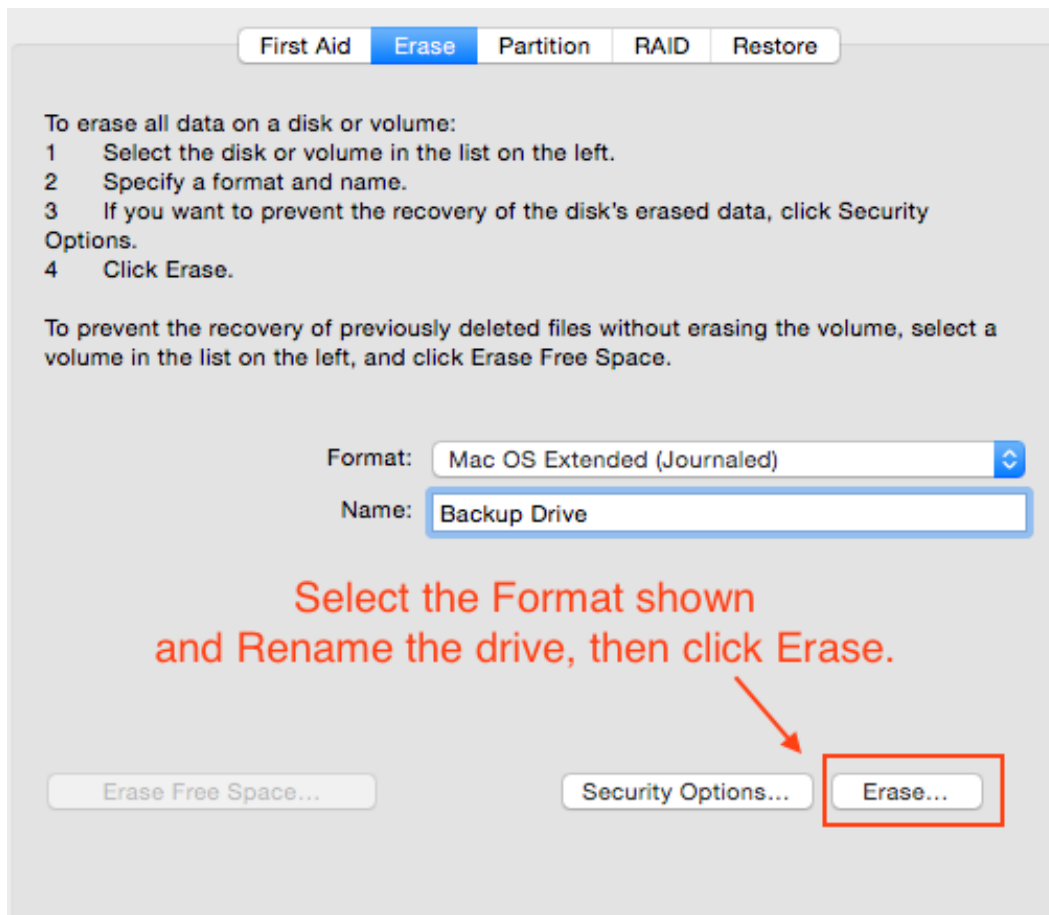 First Aid Erase Partition RAID Restore
To erase all data on a disk or volume:
1 Select the disk or volume in the list on the left.
2 Specify a format and name.
3 If you want to prevent the recovery of the disk's erased data, click Security
Options.
4 Click Erase.
To prevent the recovery of previously deleted files without erasing the volume, select a
volume in the list on the left, and click Erase Free Space.
Format: Mac OS Extended (Journaled)
Name: Backup Drive
Select the Format shown
and Rename the drive, then click Erase.
Erase Free Space... Security Options... Erase...